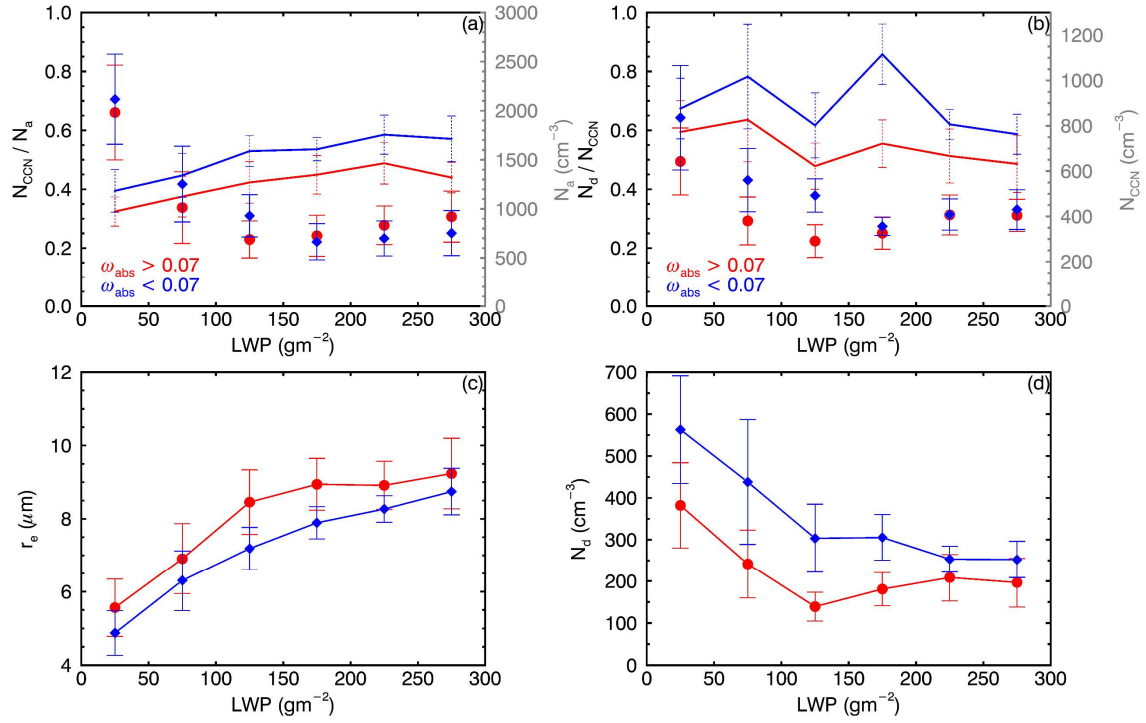 (a)
1.0
0.8
0.6
0.4
0.2
0.0
N_CCN / N_a
3000
2500
2000
1500
1000
500
0
N_a (cm⁻³)
ω_abs > 0.07
ω_abs < 0.07
0 50 100 150 200 250 300
LWP (gm⁻²)
(b)
1.0
0.8
0.6
0.4
0.2
0.0
N_d / N_CCN
1200
1000
800
600
400
200
0
N_CCN (cm⁻³)
ω_abs > 0.07
ω_abs < 0.07
0 50 100 150 200 250 300
LWP (gm⁻²)
(c)
12
10
8
6
4
r_e (μm)
0 50 100 150 200 250 300
LWP (gm⁻²)
(d)
700
600
500
400
300
200
100
0
N_d (cm⁻³)
0 50 100 150 200 250 300
LWP (gm⁻²)